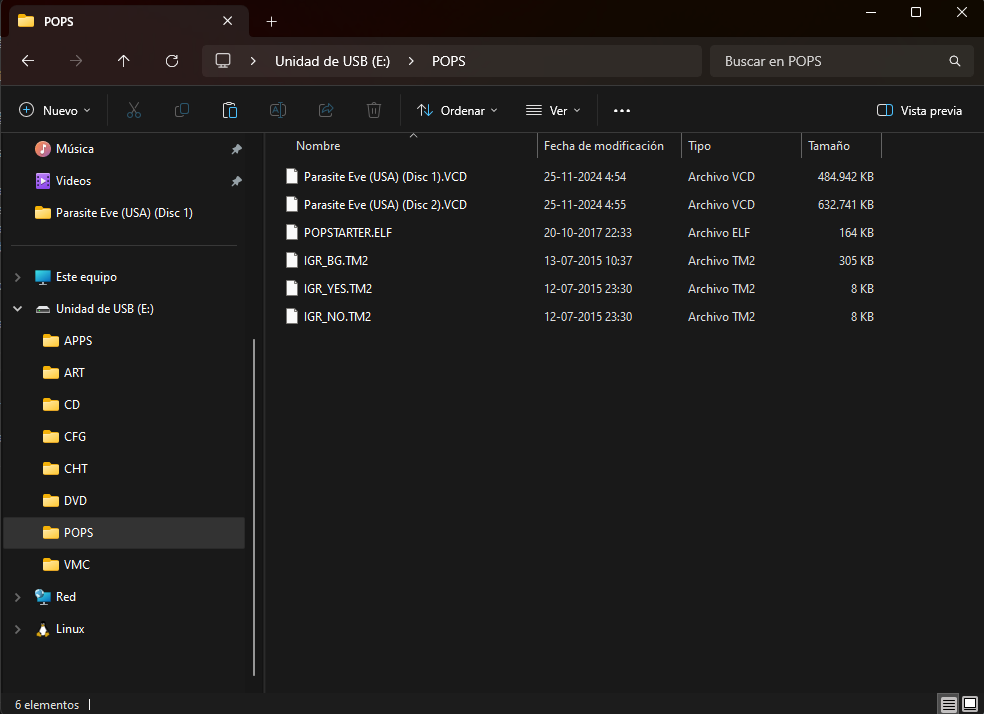 POPS
Unidad de USB (E:) > POPS
Buscar en POPS
Nuevo
Ordenar
Ver
Vista previa
Música
Videos
Parasite Eve (USA) (Disc 1)
Este equipo
Unidad de USB (E:)
APPS
ART
CD
CFG
CHT
DVD
POPS
VMC
Red
Linux
Nombre Fecha de modificación Tipo Tamaño
Parasite Eve (USA) (Disc 1).VCD 25-11-2024 4:54 Archivo VCD 484.942 KB
Parasite Eve (USA) (Disc 2).VCD 25-11-2024 4:55 Archivo VCD 632.741 KB
POPSTARTER.ELF 20-10-2017 22:33 Archivo ELF 164 KB
IGR_BG.TM2 13-07-2015 10:37 Archivo TM2 305 KB
IGR_YES.TM2 12-07-2015 23:30 Archivo TM2 8 KB
IGR_NO.TM2 12-07-2015 23:30 Archivo TM2 8 KB
6 elementos